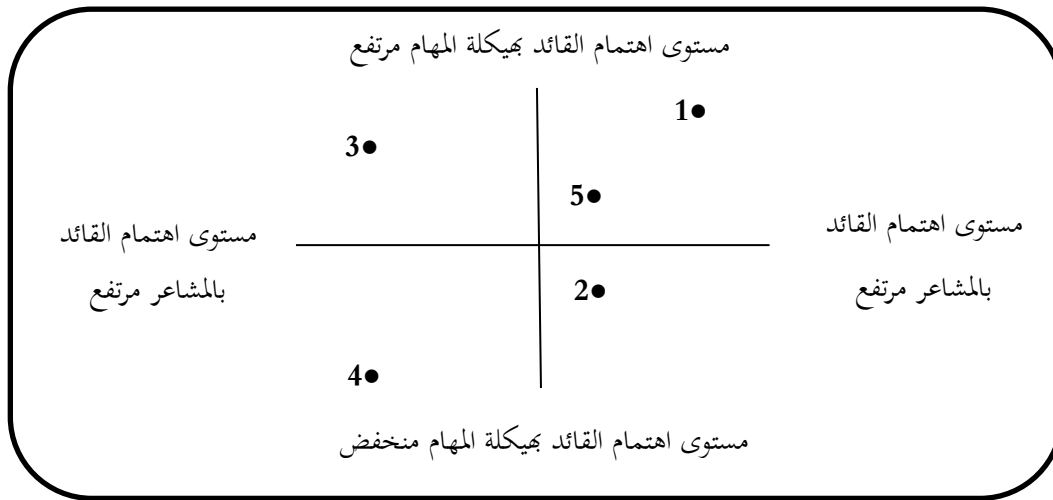 مستوى اهتمام القائد بهيكلة المهام مرتفع
1
3
5
مستوى اهتمام القائد
بالمشاعر مرتفع
مستوى اهتمام القائد
بالمشاعر مرتفع
2
4
مستوى اهتمام القائد بهيكلة المهام منخفض